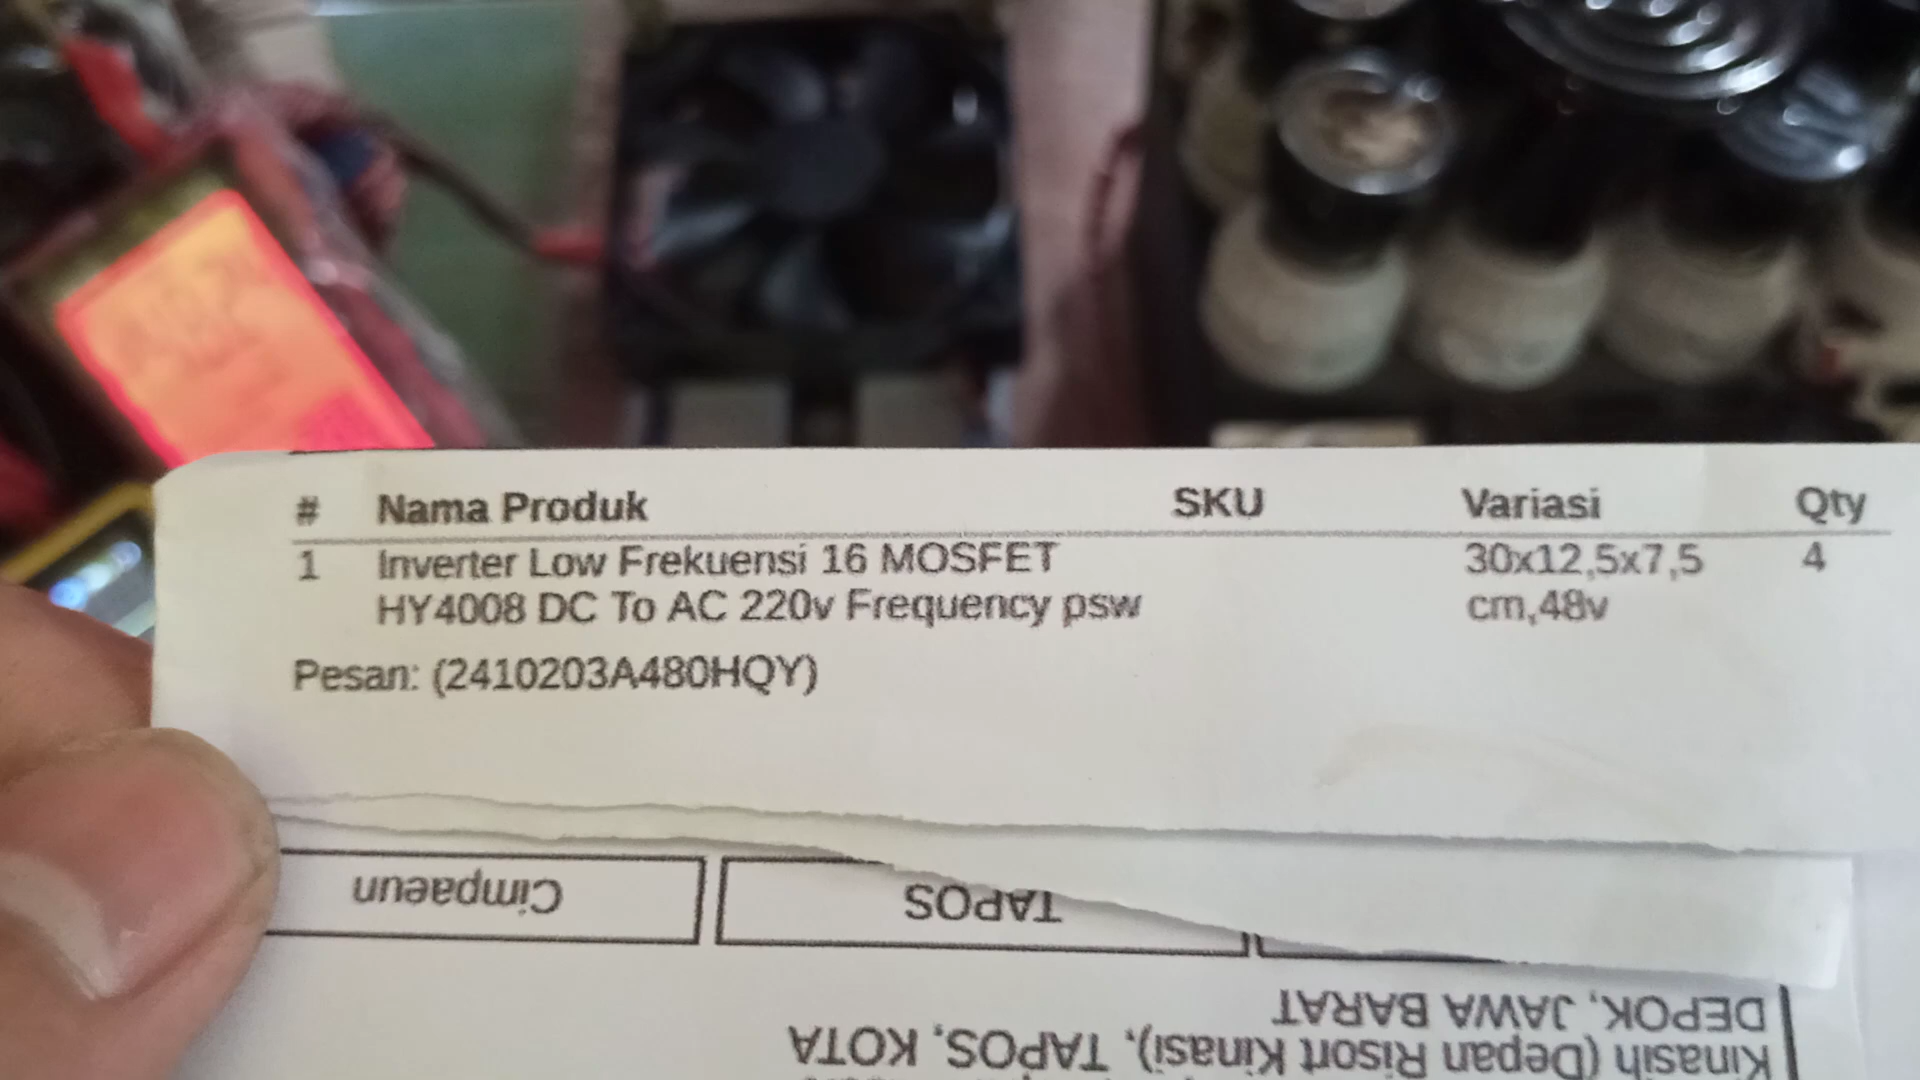 # Nama Produk SKU Variasi Qty
1 Inverter Low Frekuensi 16 MOSFET 30x12,5x7,5 4
HY4008 DC To AC 220v Frequency psw cm,48v
Pesan: (2410203A480HQY)
Cimpaeun TAPOS
DEPOK, JAWA BARAT
Kinasih (Depan Risort Kinasi), TAPOS, KOTA